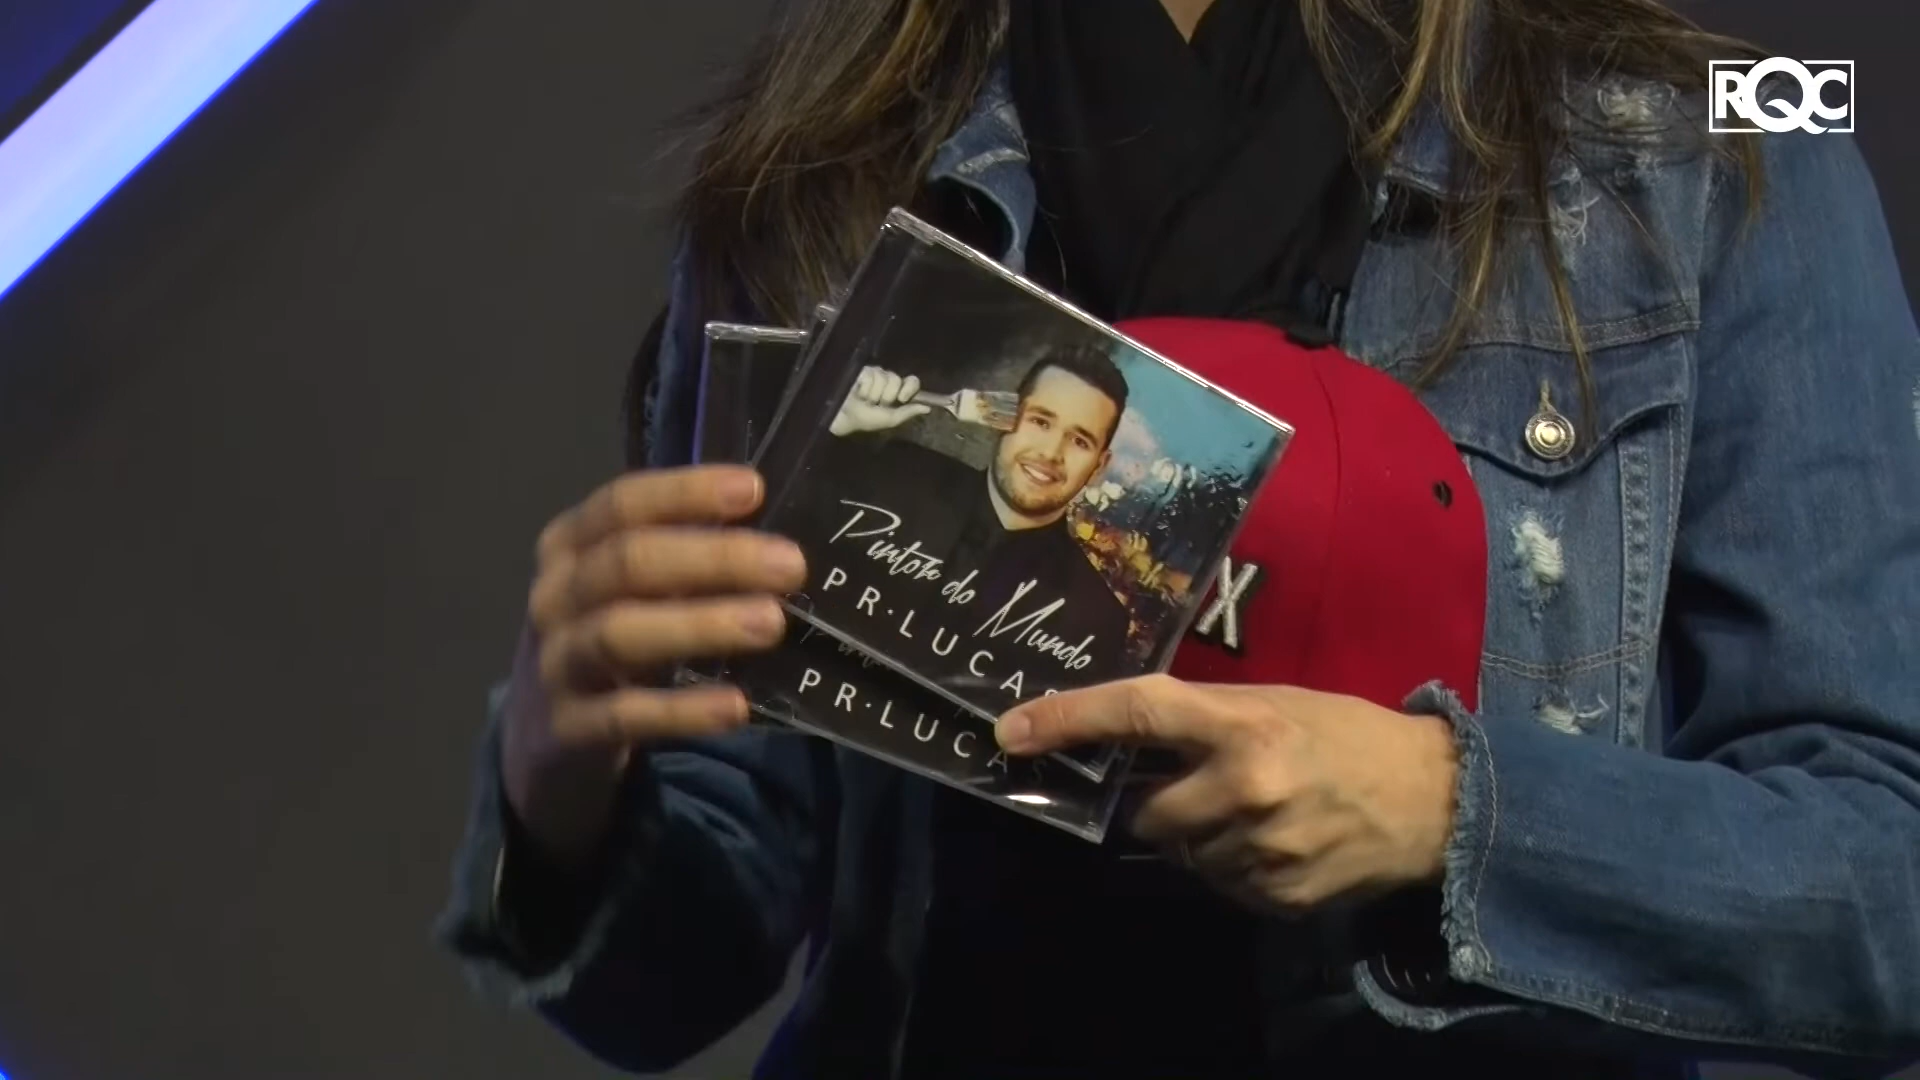 RQC
Pintor do Mundo
PR·LUCAS
PR·LUCAS
X